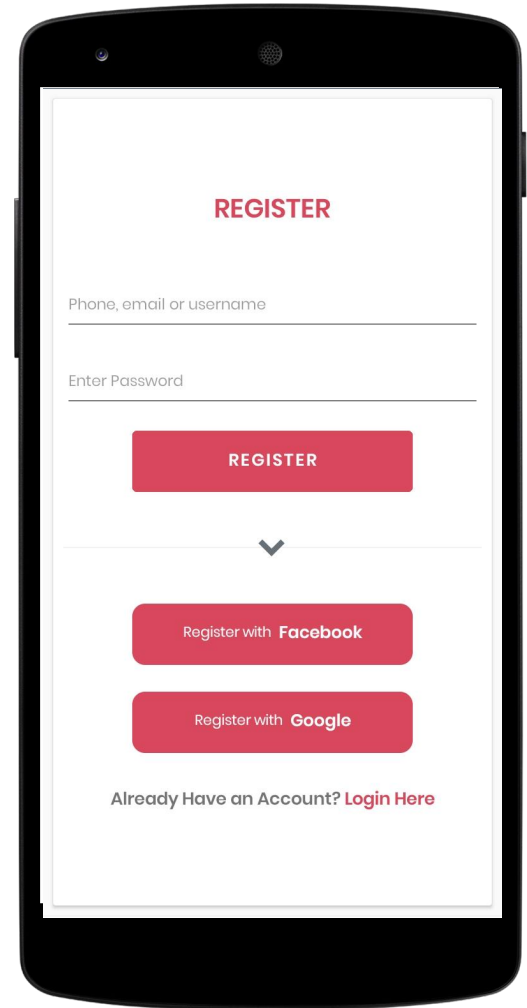 REGISTER
Phone, email or username
Enter Password
REGISTER
Register with Facebook
Register with Google
Already Have an Account? Login Here